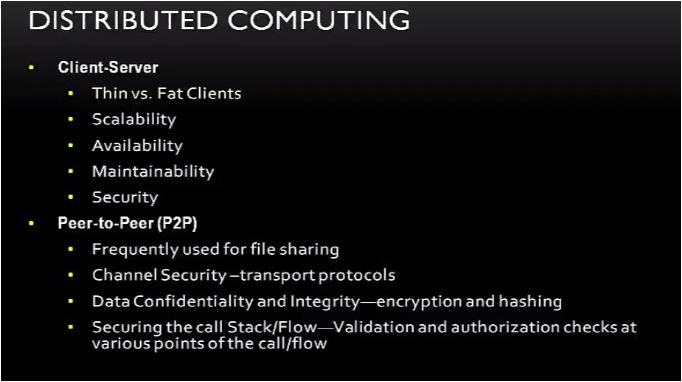 DISTRIBUTED COMPUTING
• Client-Server
• Thin vs. Fat Clients
• Scalability
• Availability
• Maintainability
• Security
• Peer-to-Peer (P2P)
• Frequently used for file sharing
• Channel Security –transport protocols
• Data Confidentiality and Integrity—encryption and hashing
• Securing the call Stack/Flow—Validation and authorization checks at
various points of the call/flow